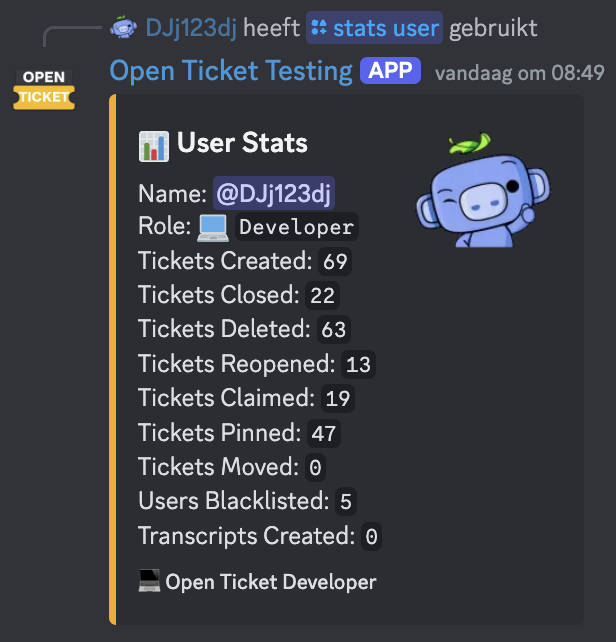 DJj123dj heeft stats user gebruikt
OPEN
TICKET
Open Ticket Testing APP vandaag om 08:49
User Stats
Name: @DJj123dj
Role: Developer
Tickets Created: 69
Tickets Closed: 22
Tickets Deleted: 63
Tickets Reopened: 13
Tickets Claimed: 19
Tickets Pinned: 47
Tickets Moved: 0
Users Blacklisted: 5
Transcripts Created: 0
Open Ticket Developer